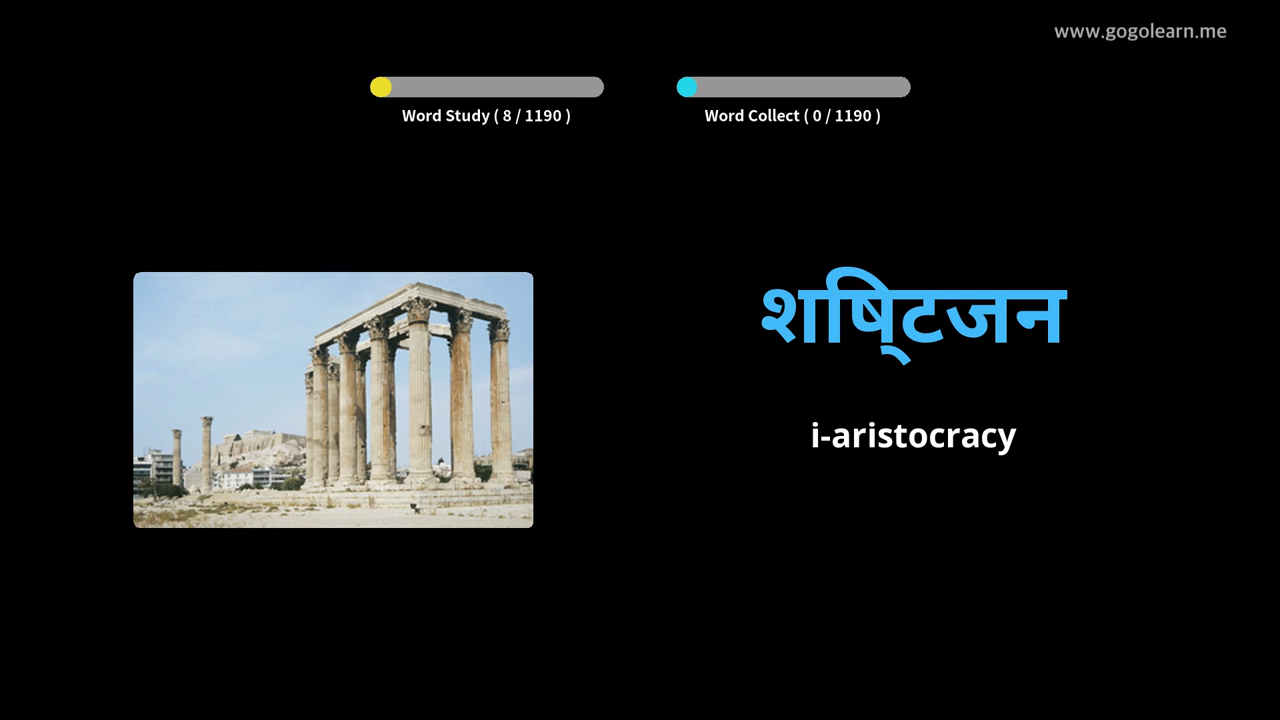 www.gogolearn.me
Word Study ( 8 / 1190 )
Word Collect ( 0 / 1190 )
शषि्टजन
i-aristocracy